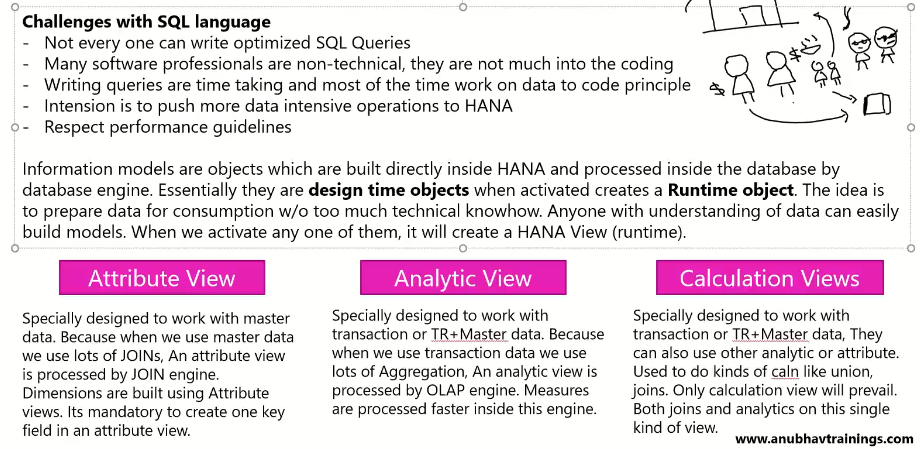 Challenges with SQL language
- Not every one can write optimized SQL Queries
- Many software professionals are non-technical, they are not much into the coding
- Writing queries are time taking and most of the time work on data to code principle
- Intension is to push more data intensive operations to HANA
- Respect performance guidelines
Information models are objects which are built directly inside HANA and processed inside the database by
database engine. Essentially they are design time objects when activated creates a Runtime object. The idea is
to prepare data for consumption w/o too much technical knowhow. Anyone with understanding of data can easily
build models. When we activate any one of them, it will create a HANA View (runtime).
Attribute View
Specially designed to work with master
data. Because when we use master data
we use lots of JOINs, An attribute view
is processed by JOIN engine.
Dimensions are built using Attribute
views. Its mandatory to create one key
field in an attribute view.
Analytic View
Specially designed to work with
transaction or TR+Master data. Because
when we use transaction data we use
lots of Aggregation, An analytic view is
processed by OLAP engine. Measures
are processed faster inside this engine.
Calculation Views
Specially designed to work with
transaction or TR+Master data, They
can also use other analytic or attribute.
Used to do kinds of caln like union,
joins. Only calculation view will prevail.
Both joins and analytics on this single
kind of view.
www.anubhavtrainings.com